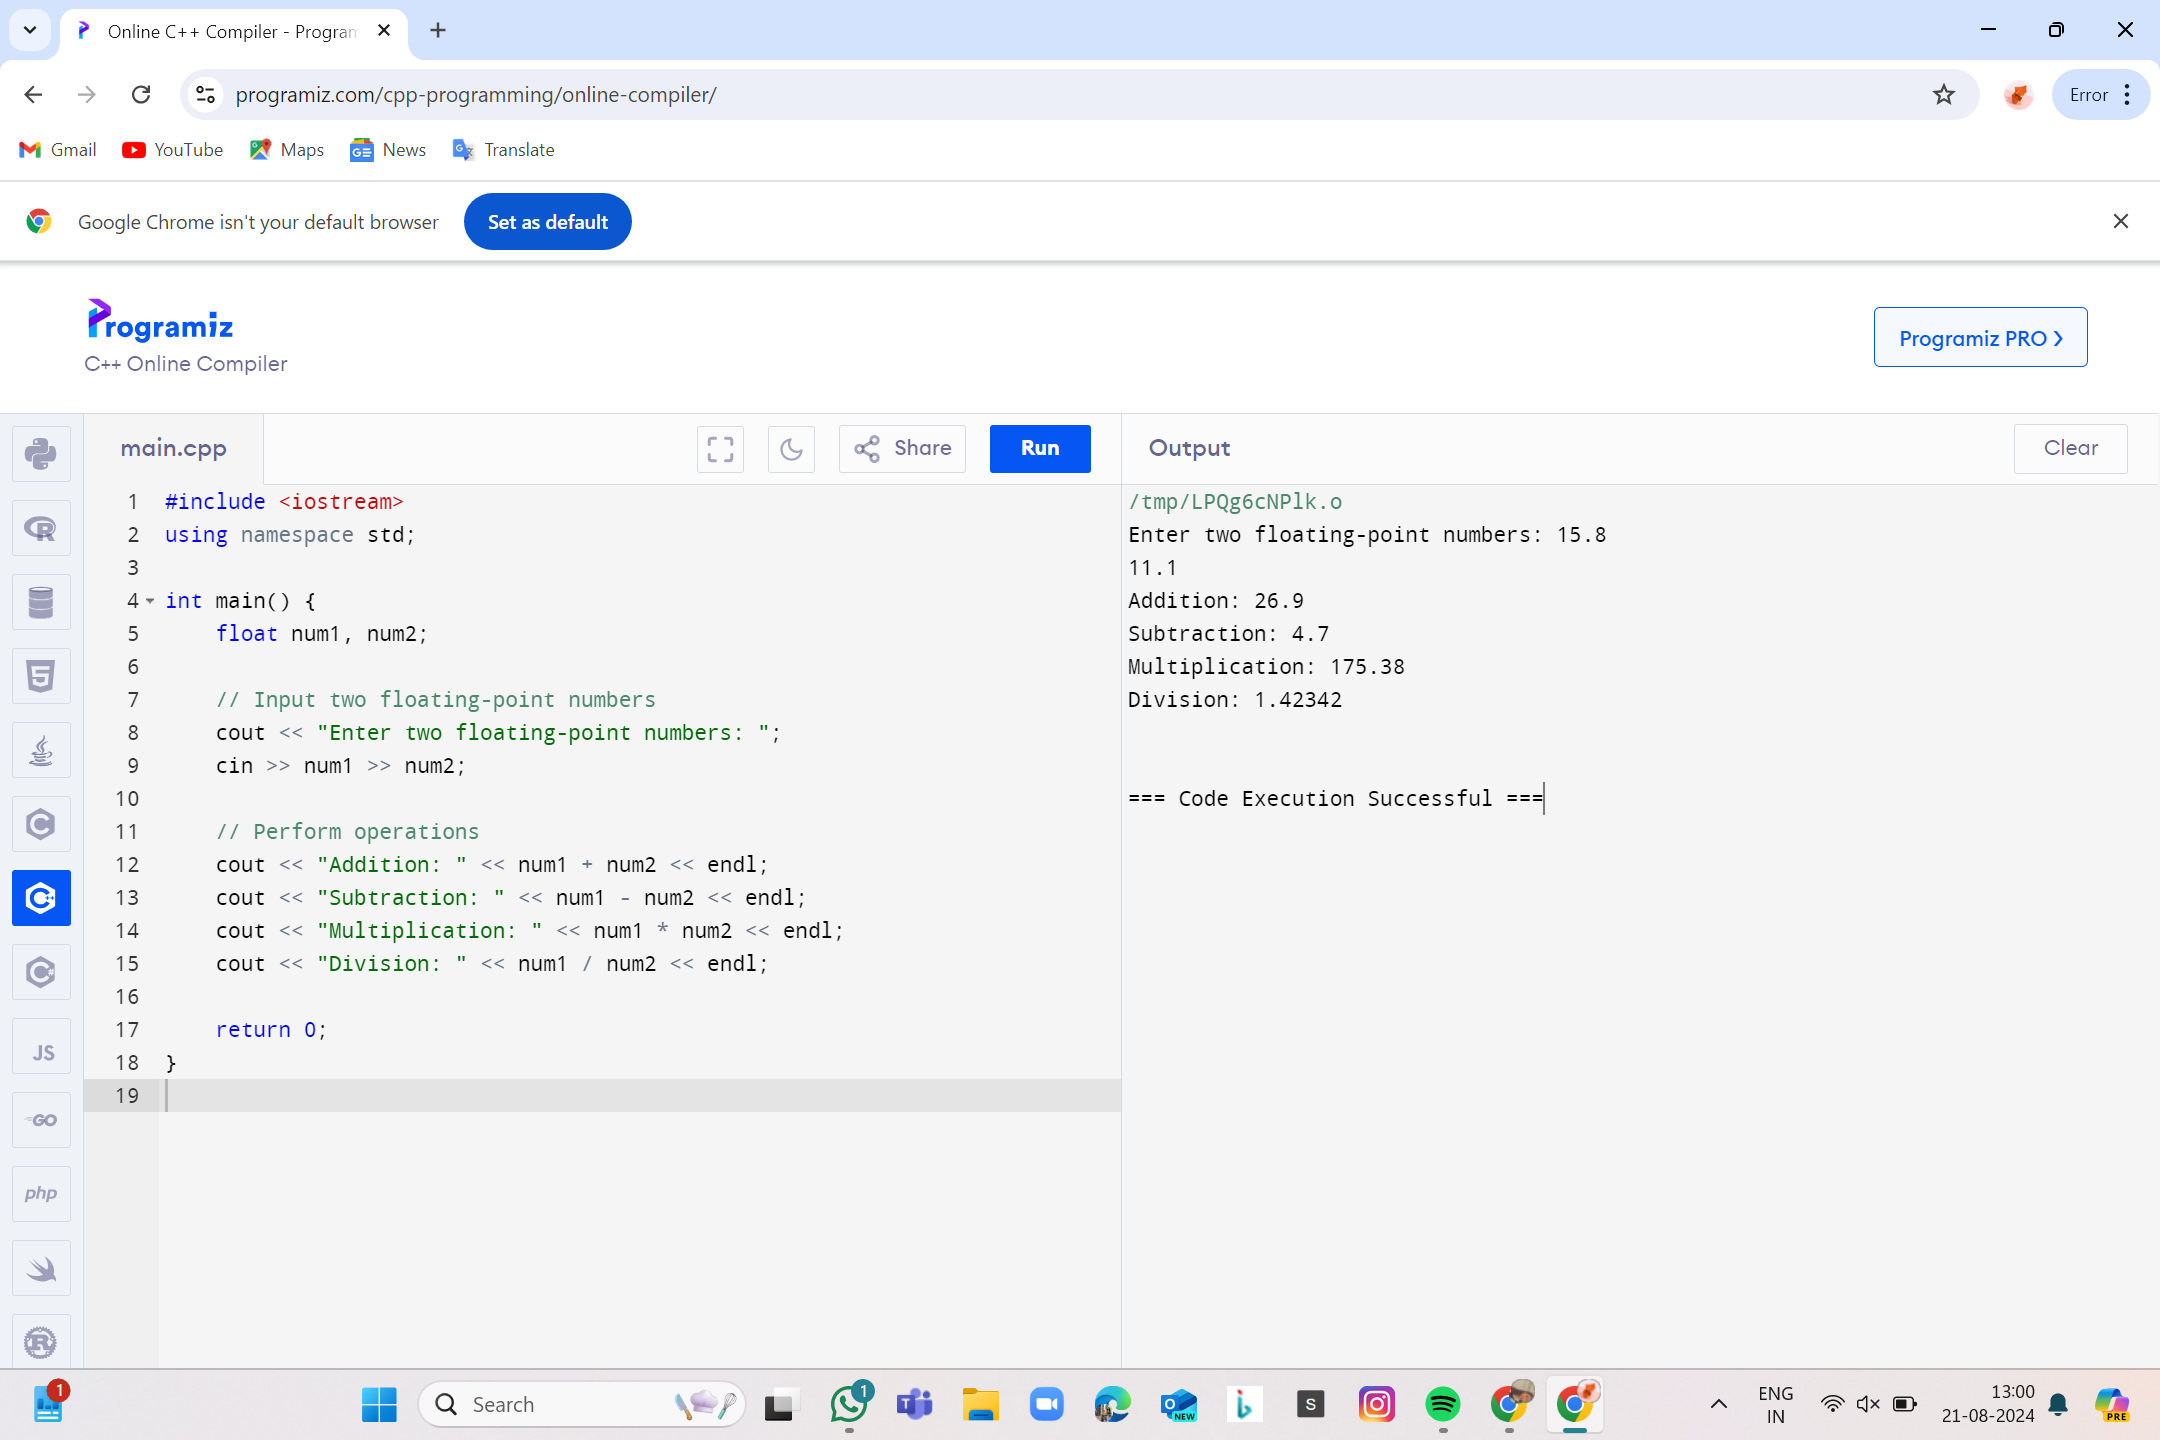 Online C++ Compiler - Program
programiz.com/cpp-programming/online-compiler/
Error
Gmail
YouTube
Maps
News
Translate
Google Chrome isn't your default browser
Set as default
Programiz
C++ Online Compiler
Programiz PRO
main.cpp
Share
Run
Output
Clear
1 #include <iostream>
2 using namespace std;
3
4 int main() {
5 float num1, num2;
6
7 // Input two floating-point numbers
8 cout << "Enter two floating-point numbers: ";
9 cin >> num1 >> num2;
10
11 // Perform operations
12 cout << "Addition: " << num1 + num2 << endl;
13 cout << "Subtraction: " << num1 - num2 << endl;
14 cout << "Multiplication: " << num1 * num2 << endl;
15 cout << "Division: " << num1 / num2 << endl;
16
17 return 0;
18 }
19
/tmp/LPQg6cNPlk.o
Enter two floating-point numbers: 15.8
11.1
Addition: 26.9
Subtraction: 4.7
Multiplication: 175.38
Division: 1.42342
=== Code Execution Successful ===
R
5
C
C++
C#
JS
GO
php
R
1
Search
1
NEW
S
ENG
IN
13:00
21-08-2024
PRE